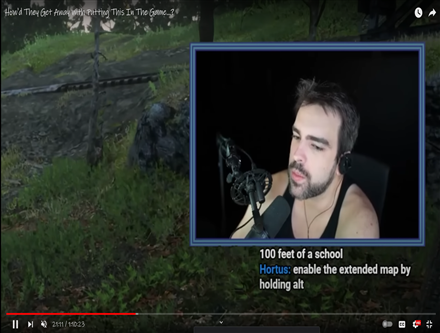 How'd They Get Away With Putting This In The Game...?
100 feet of a school
Hortus: enable the extended map by
holding alt
21:11 / 1:10:23